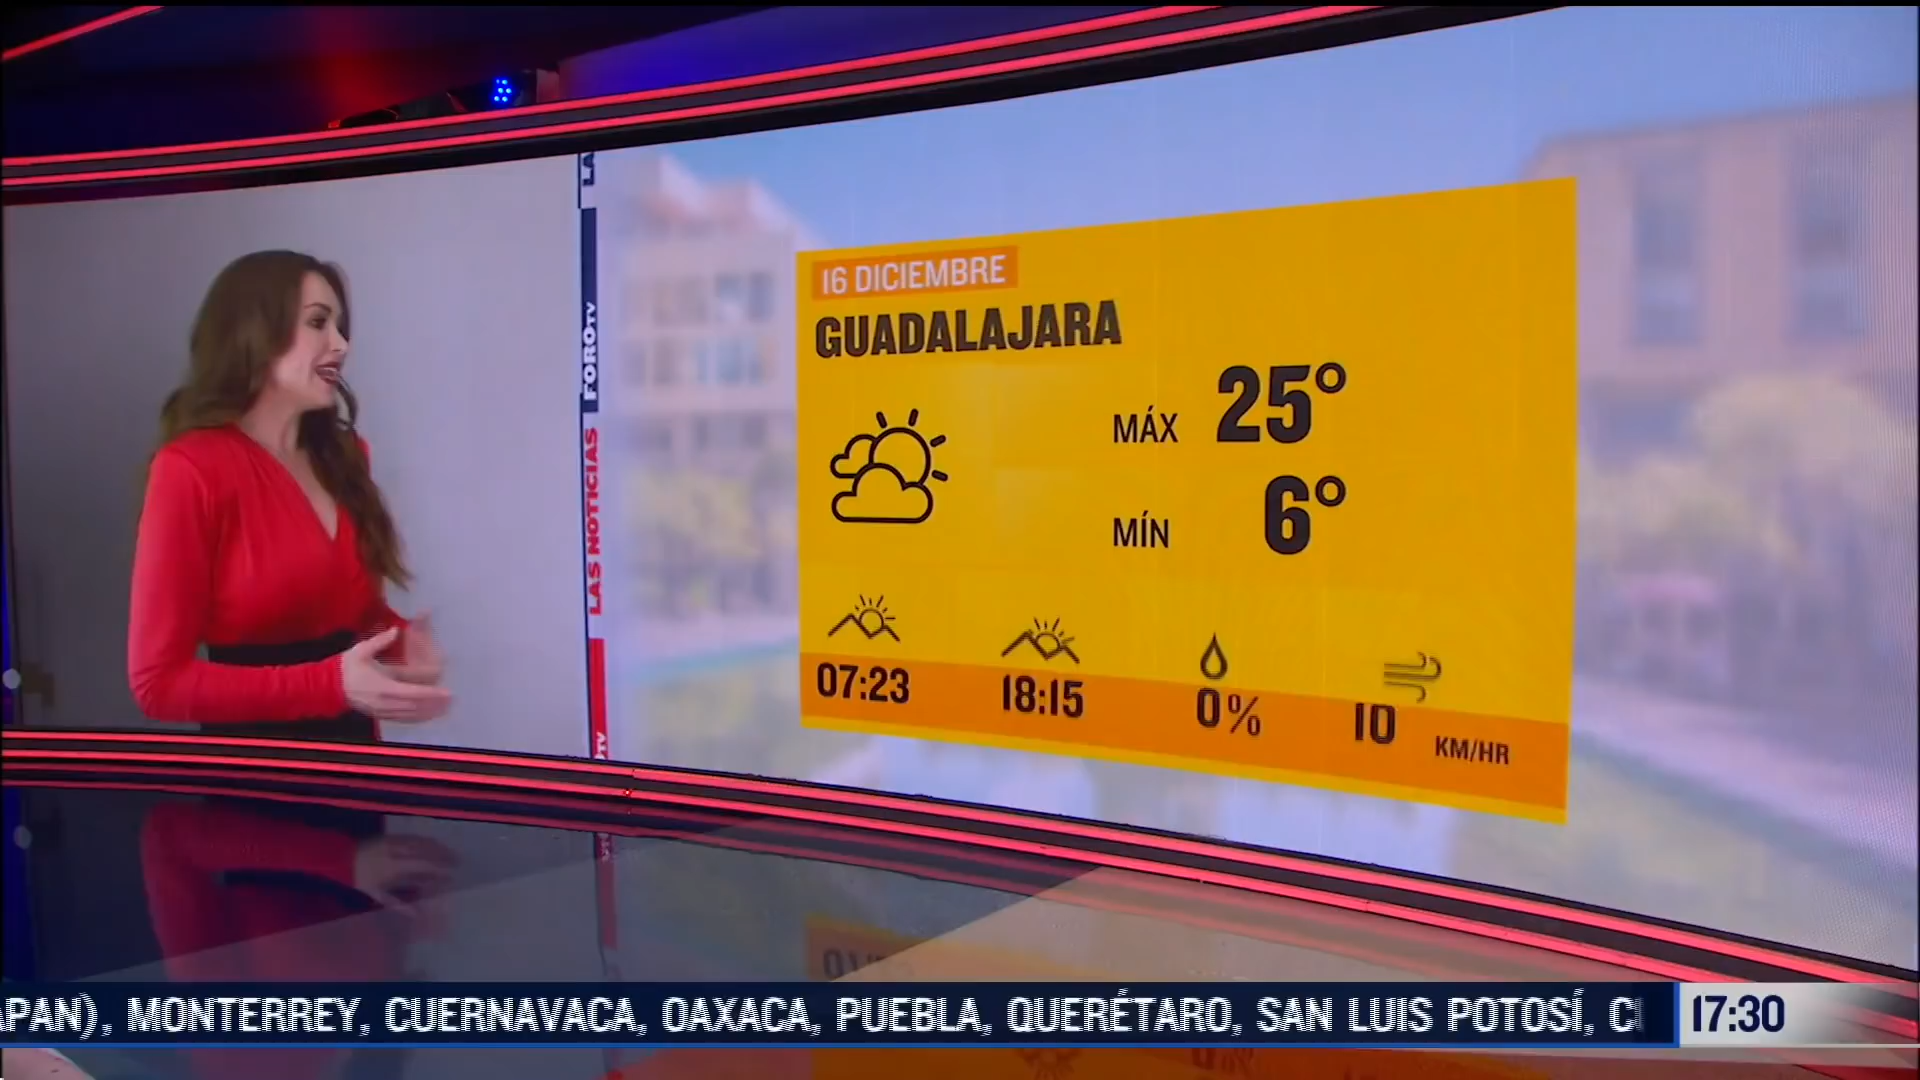 16 DICIEMBRE
GUADALAJARA
MÁX 25°
MÍN 6°
07:23 18:15 0% 10 KM/HR
LAS NOTICIAS FOROTV
APAN), MONTERREY, CUERNAVACA, OAXACA, PUEBLA, QUERÉTARO, SAN LUIS POTOSÍ,
17:30